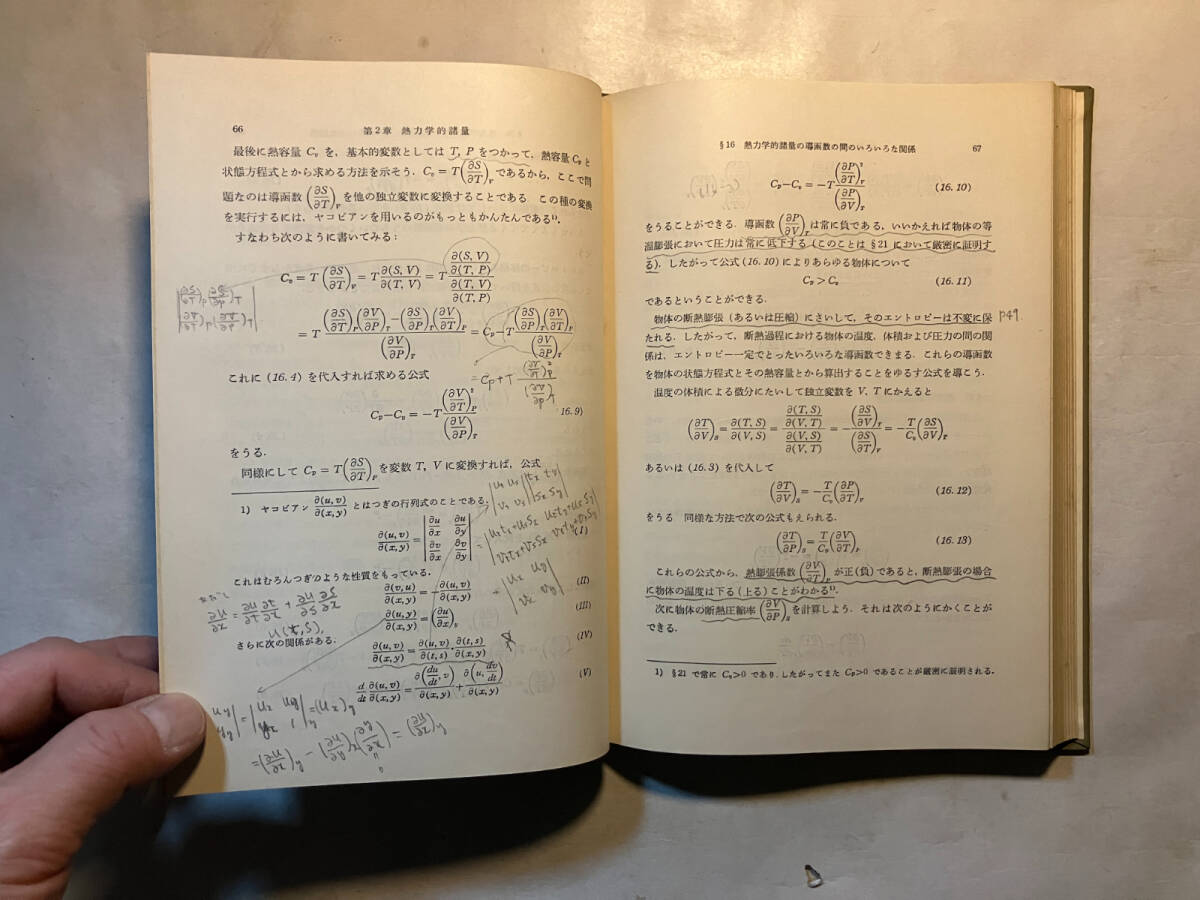 66 第2章 熱力学的諸量
最後に熱容量 Cᵥ を,基本的変数としては T, P をつかって,熱容量 Cₚ と
状態方程式とから求める方法を示そう.Cᵥ = T(∂S/∂T)_V であるから,ここで問
題なのは導函数 (∂S/∂T)_V を他の独立変数に変換することである.この種の変換
を実行するには,ヤコビアンを用いるのがもっともかんたんである¹⁾.
すなわち次のように書いてみる:
Cᵥ = T(∂S/∂T)_V = T ∂(S, V)/∂(T, V) = T [∂(S, V)/∂(T, P)]/[∂(T, V)/∂(T, P)]
|(∂S/∂T)_P (∂S/∂P)_T|
|(∂V/∂T)_P (∂V/∂P)_T|
= T [(∂S/∂T)_P(∂V/∂P)_T − (∂S/∂P)_T(∂V/∂T)_P]/(∂V/∂P)_T = Cₚ − T (∂S/∂P)_T(∂V/∂T)_P/(∂V/∂P)_T
これに (16.4) を代入すれば求める公式
= Cp + T (∂V/∂T)²_P/(∂V/∂P)_T
Cₚ − Cᵥ = −T (∂V/∂T)²_P/(∂V/∂P)_T 16.9)
をうる.
同様にして Cₚ = T(∂S/∂T)_P を変数 T, V に変換すれば,公式
1) ヤコビアン ∂(u, v)/∂(x, y) とはつぎの行列式のことである.
∂(u, v)/∂(x, y) = |∂u/∂x ∂u/∂y; ∂v/∂x ∂v/∂y| (I)
これはむろんつぎのような性質をもっている.
∂(v, u)/∂(x, y) = −∂(u, v)/∂(x, y) (II)
∂(u, y)/∂(x, y) = (∂u/∂x)_y (III)
∂u/∂x = ∂u/∂t ∂t/∂x + ∂u/∂S ∂S/∂x
u(t, S),
さらに次の関係がある.
∂(u, v)/∂(x, y) = ∂(u, v)/∂(t, s) · ∂(t, s)/∂(x, y) (IV)
d/dt ∂(u, v)/∂(x, y) = ∂(du/dt, v)/∂(x, y) + ∂(u, dv/dt)/∂(x, y) (V)
= |ux uy; yx 1|y = (ux)y
= (∂u/∂x)y − (∂u/∂y)x (∂y/∂x) = (∂u/∂x)y
0
§16 熱力学的諸量の導函数の間のいろいろな関係 67
Cₚ − Cᵥ = −T (∂P/∂T)²_V/(∂P/∂V)_T (16.10)
をうることができる.導函数 (∂P/∂V)_T は常に負である,いいかえれば物体の等
温膨張において圧力は常に低下する(このことは §21 において厳密に証明す
る).したがって公式 (16.10) によりあらゆる物体について
Cₚ > Cᵥ (16.11)
であるということができる.
物体の断熱膨張(あるいは圧縮)にさいして,そのエントロピーは不変に保 p49.
たれる.したがって,断熱過程における物体の温度,体積および圧力の間の関
係は,エントロピー一定でとったいろいろな導函数できまる.これらの導函数
を物体の状態方程式とその熱容量とから算出することをゆるす公式を導こう.
温度の体積による微分にたいして独立変数を V, T にかえると
(∂T/∂V)_S = ∂(T, S)/∂(V, S) = [∂(T, S)/∂(V, T)]/[∂(V, S)/∂(V, T)] = −(∂S/∂V)_T/(∂S/∂T)_V = −T/Cᵥ (∂S/∂V)_T
あるいは (16.3) を代入して
(∂T/∂V)_S = −T/Cᵥ (∂P/∂T)_V (16.12)
をうる 同様な方法で次の公式もえられる.
(∂T/∂P)_S = T/Cₚ (∂V/∂T)_P (16.13)
これらの公式から,熱膨張係数 (∂V/∂T)_P が正(負)であると,断熱膨張の場合
に物体の温度は下る(上る)ことがわかる¹⁾.
次に物体の断熱圧縮率 (∂V/∂P)_S を計算しよう.それは次のようにかくことが
できる.
1) §21 で常に Cᵥ>0 であり,したがってまた Cₚ>0 であることが厳密に証明される.